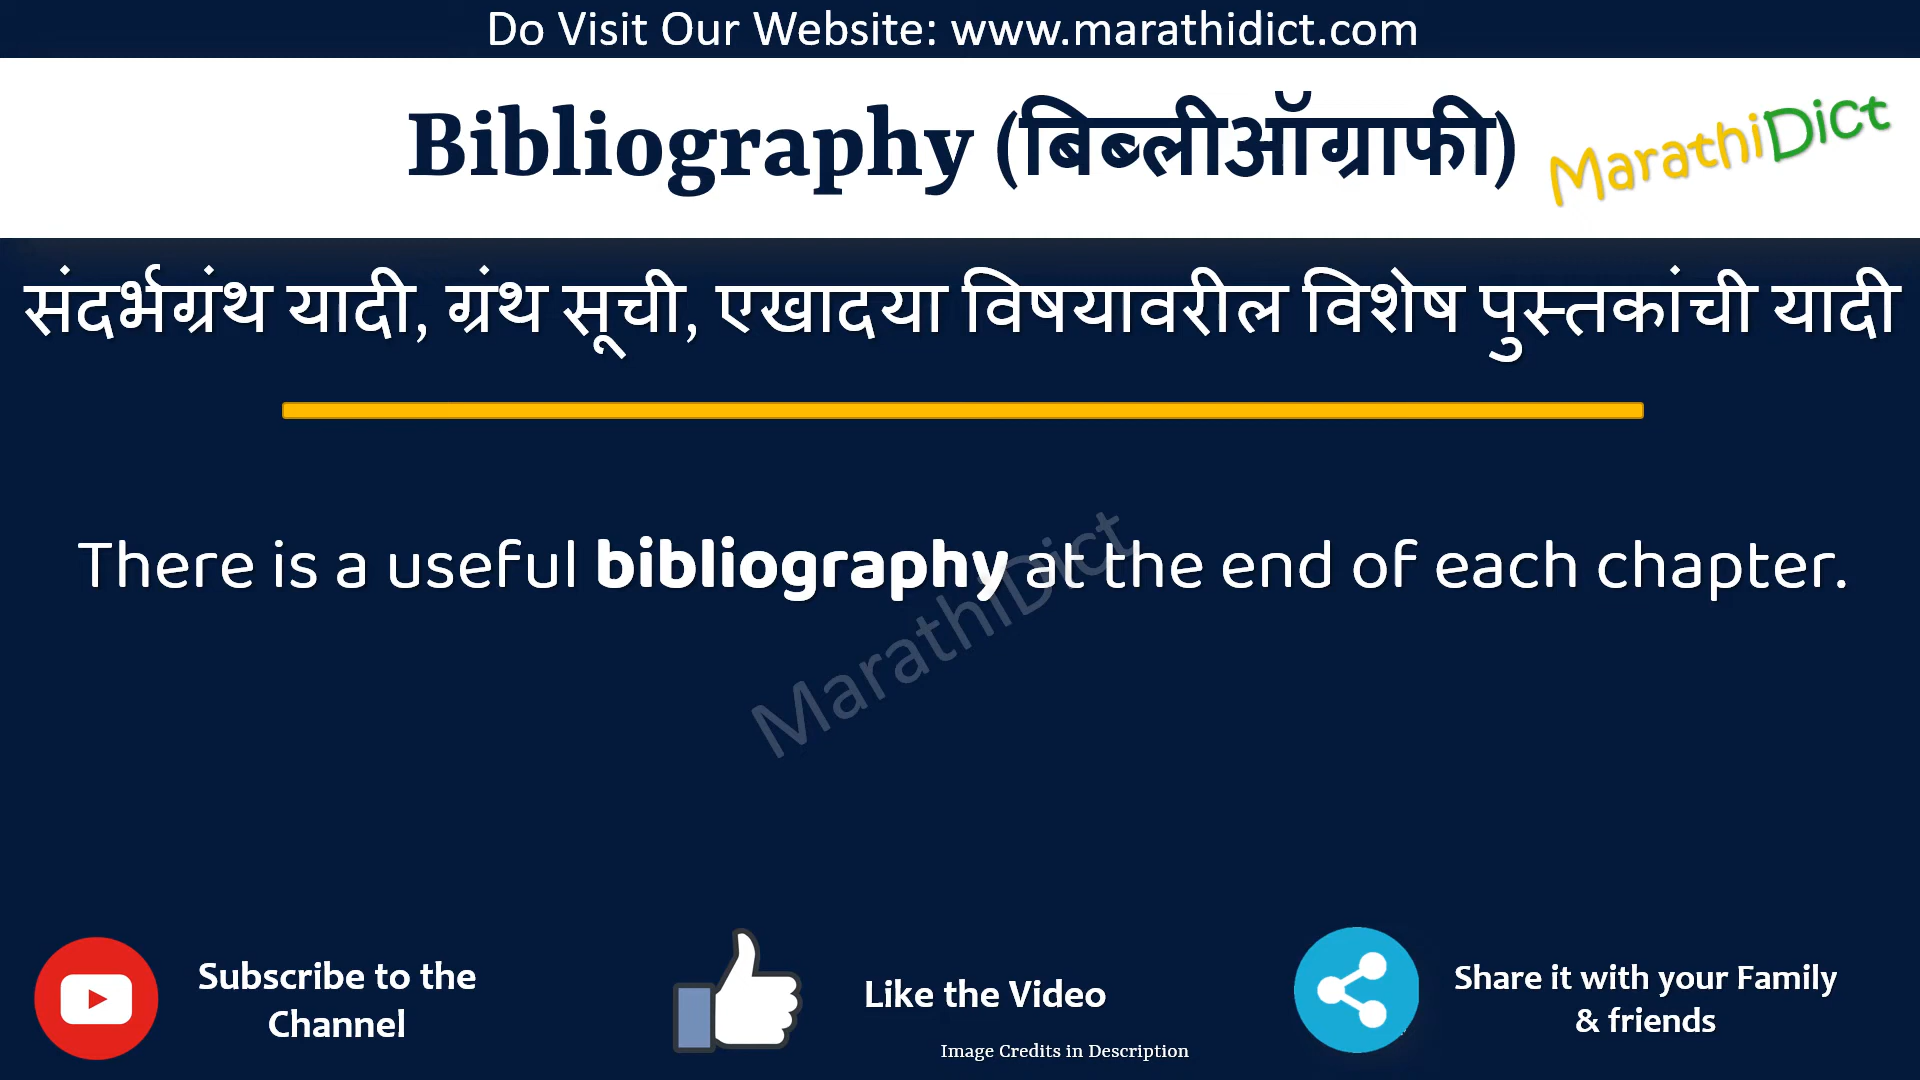 Do Visit Our Website: www.marathidict.com
Bibliography (बिब्लीऑग्राफी)
MarathiDict
संदर्भग्रंथ यादी, ग्रंथ सूची, एखादया विषयावरील विशेष पुस्तकांची यादी
There is a useful bibliography at the end of each chapter.
MarathiDict
Subscribe to the
Channel
Like the Video
Share it with your Family
& friends
Image Credits in Description